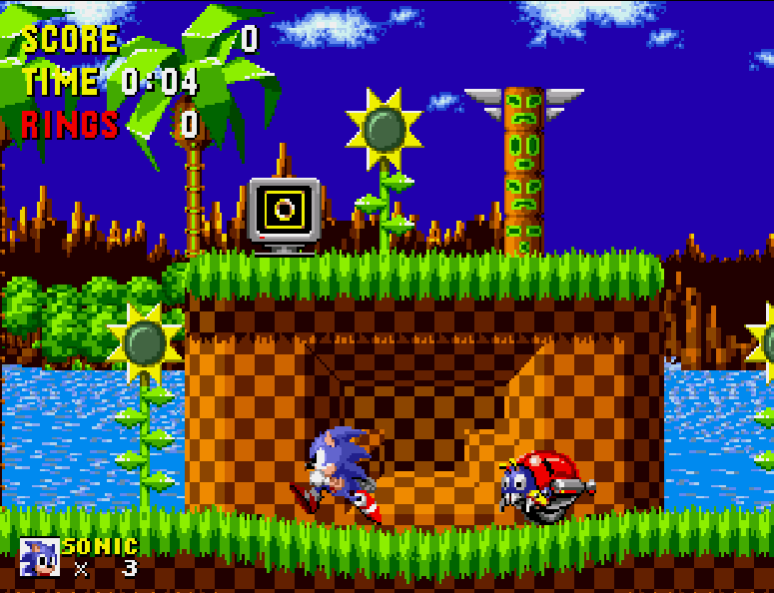 SCORE 0
TIME 0:04
RINGS 0
SONIC
x 3